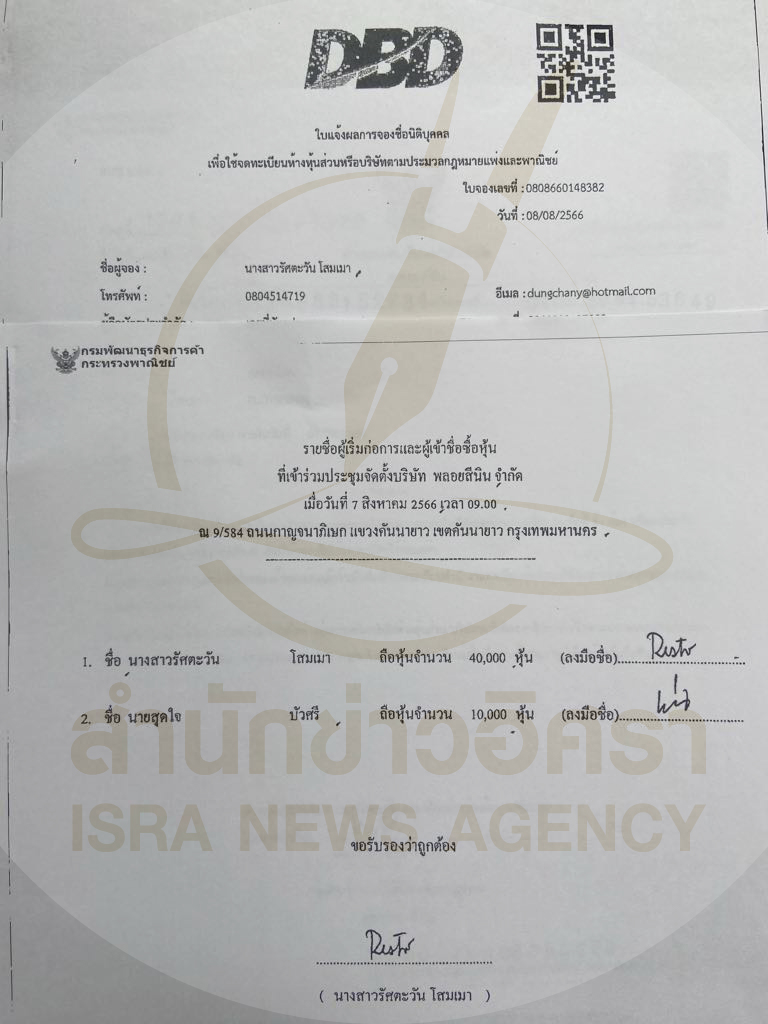 DBD
ใบแจ้งผลการจองชื่อนิติบุคคล
เพื่อใช้จดทะเบียนห้างหุ้นส่วนหรือบริษัทตามประมวลกฎหมายแพ่งและพาณิชย์
ใบจองเลขที่ : 0808660148382
วันที่ : 08/08/2566
ชื่อผู้จอง : นางสาวรัศตะวัน โสมเมา
โทรศัพท์ : 0804514719 อีเมล : dungchany@hotmail.com
กรมพัฒนาธุรกิจการค้า
กระทรวงพาณิชย์
รายชื่อผู้เริ่มก่อการและผู้เข้าชื่อซื้อหุ้น
ที่เข้าร่วมประชุมจัดตั้งบริษัท พลอยสีนิน จำกัด
เมื่อวันที่ 7 สิงหาคม 2566 เวลา 09.00
ณ 9/584 ถนนกาญจนาภิเษก แขวงคันนายาว เขตคันนายาว กรุงเทพมหานคร
1. ชื่อ นางสาวรัศตะวัน โสมเมา ถือหุ้นจำนวน 40,000 หุ้น (ลงมือชื่อ)
2. ชื่อ นายสุดใจ บัวศรี ถือหุ้นจำนวน 10,000 หุ้น (ลงมือชื่อ)
สำนักข่าวอิศรา
ISRA NEWS AGENCY
ขอรับรองว่าถูกต้อง
( นางสาวรัศตะวัน โสมเมา )